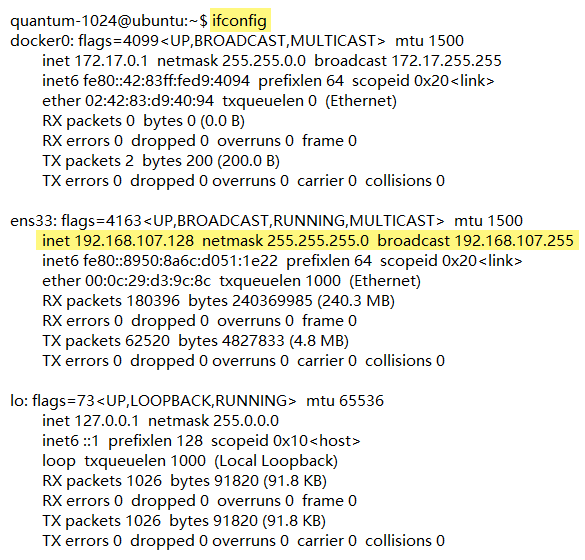 quantum-1024@ubuntu:~$ ifconfig
docker0: flags=4099<UP,BROADCAST,MULTICAST>  mtu 1500
inet 172.17.0.1  netmask 255.255.0.0  broadcast 172.17.255.255
inet6 fe80::42:83ff:fed9:4094  prefixlen 64  scopeid 0x20<link>
ether 02:42:83:d9:40:94  txqueuelen 0  (Ethernet)
RX packets 0  bytes 0 (0.0 B)
RX errors 0  dropped 0  overruns 0  frame 0
TX packets 2  bytes 200 (200.0 B)
TX errors 0  dropped 0 overruns 0  carrier 0  collisions 0
ens33: flags=4163<UP,BROADCAST,RUNNING,MULTICAST>  mtu 1500
inet 192.168.107.128  netmask 255.255.255.0  broadcast 192.168.107.255
inet6 fe80::8950:8a6c:d051:1e22  prefixlen 64  scopeid 0x20<link>
ether 00:0c:29:d3:9c:8c  txqueuelen 1000  (Ethernet)
RX packets 180396  bytes 240369985 (240.3 MB)
RX errors 0  dropped 0  overruns 0  frame 0
TX packets 62520  bytes 4827833 (4.8 MB)
TX errors 0  dropped 0 overruns 0  carrier 0  collisions 0
lo: flags=73<UP,LOOPBACK,RUNNING>  mtu 65536
inet 127.0.0.1  netmask 255.0.0.0
inet6 ::1  prefixlen 128  scopeid 0x10<host>
loop  txqueuelen 1000  (Local Loopback)
RX packets 1026  bytes 91820 (91.8 KB)
RX errors 0  dropped 0  overruns 0  frame 0
TX packets 1026  bytes 91820 (91.8 KB)
TX errors 0  dropped 0 overruns 0  carrier 0  collisions 0